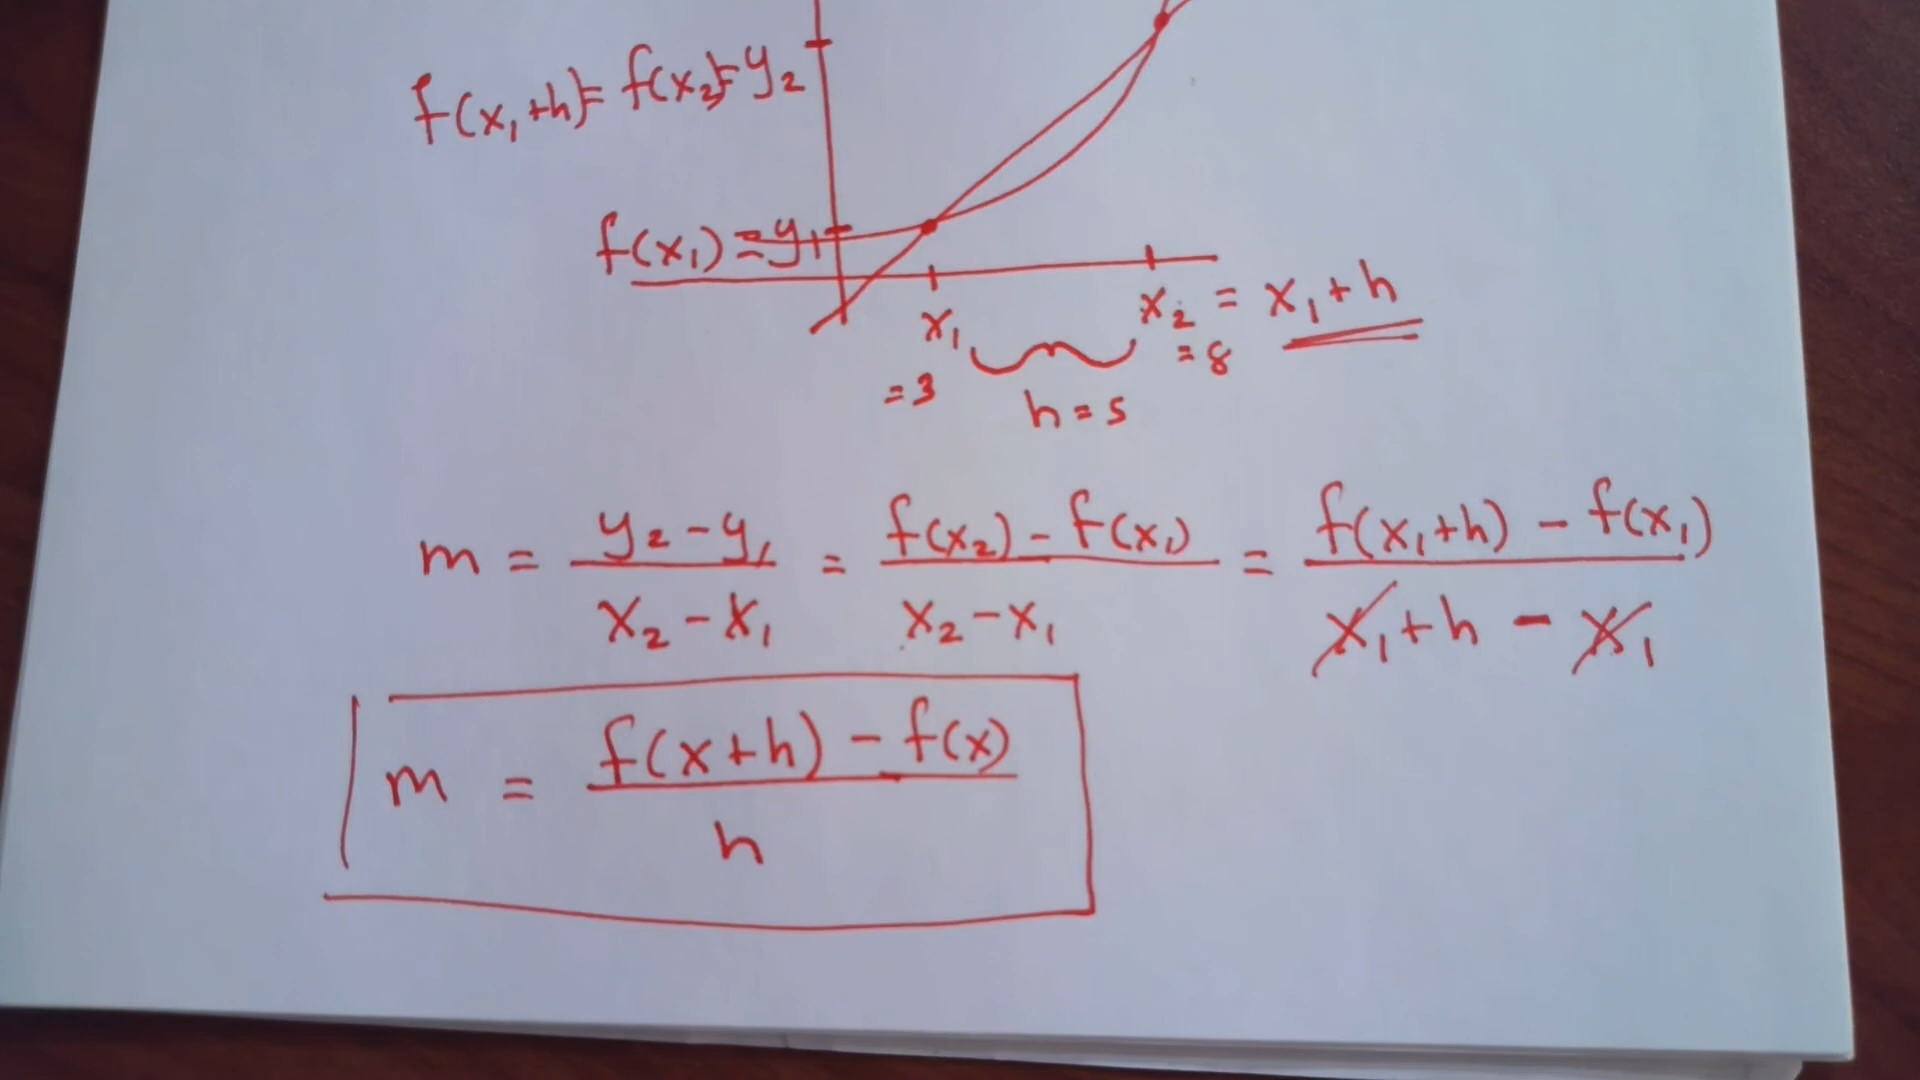 f(x₁+h) = f(x₂) = y₂
f(x₁) = y₁
x₁ x₂ = x₁+h
= 3 = 8
h = 5
m = (y₂ - y₁)/(x₂ - x₁) = (f(x₂) - f(x₁))/(x₂ - x₁) = (f(x₁+h) - f(x₁))/(x₁+h - x₁)
m = (f(x+h) - f(x))/h